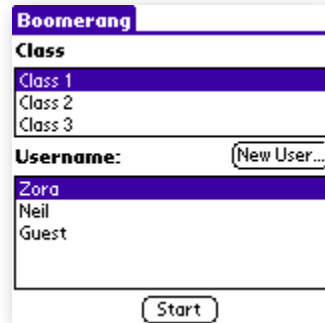 Boomerang
Class
Class 1
Class 2
Class 3
Username:
New User...
Zora
Neil
Guest
Start